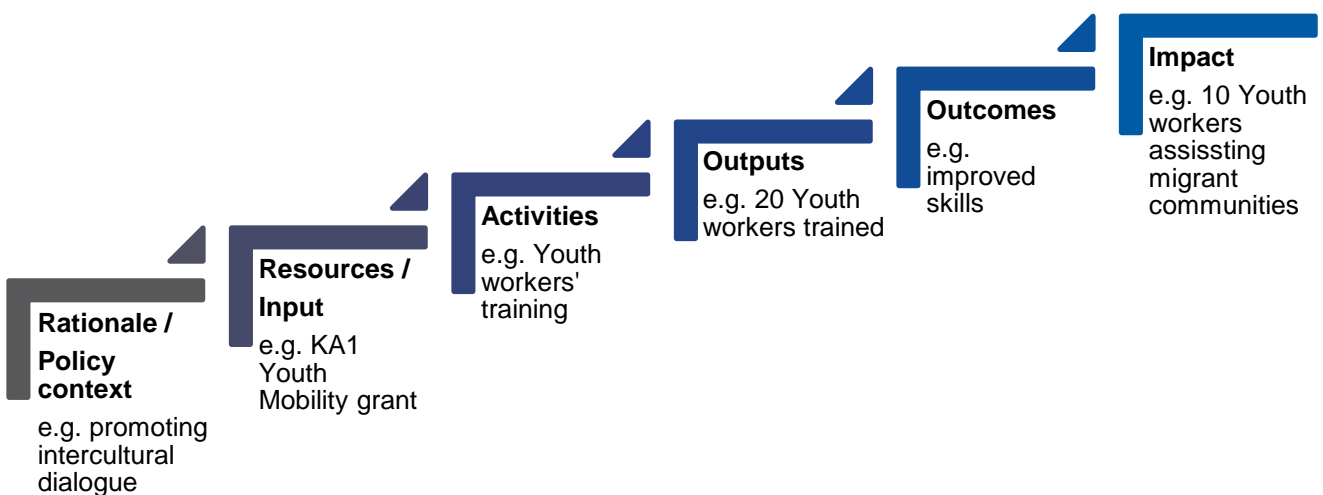 Rationale /
Policy
context
e.g. promoting
intercultural
dialogue
Resources /
Input
e.g. KA1
Youth
Mobility grant
Activities
e.g. Youth
workers'
training
Outputs
e.g. 20 Youth
workers trained
Outcomes
e.g.
improved
skills
Impact
e.g. 10 Youth
workers
assissting
migrant
communities